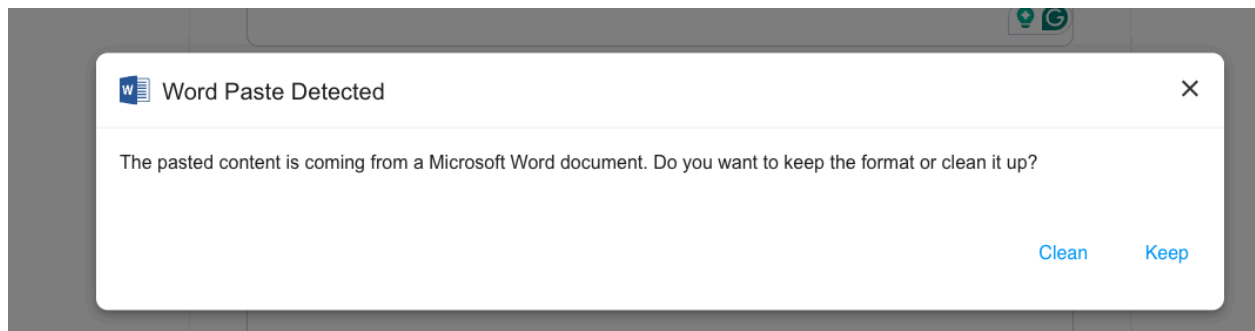 W Word Paste Detected
The pasted content is coming from a Microsoft Word document. Do you want to keep the format or clean it up?
Clean Keep